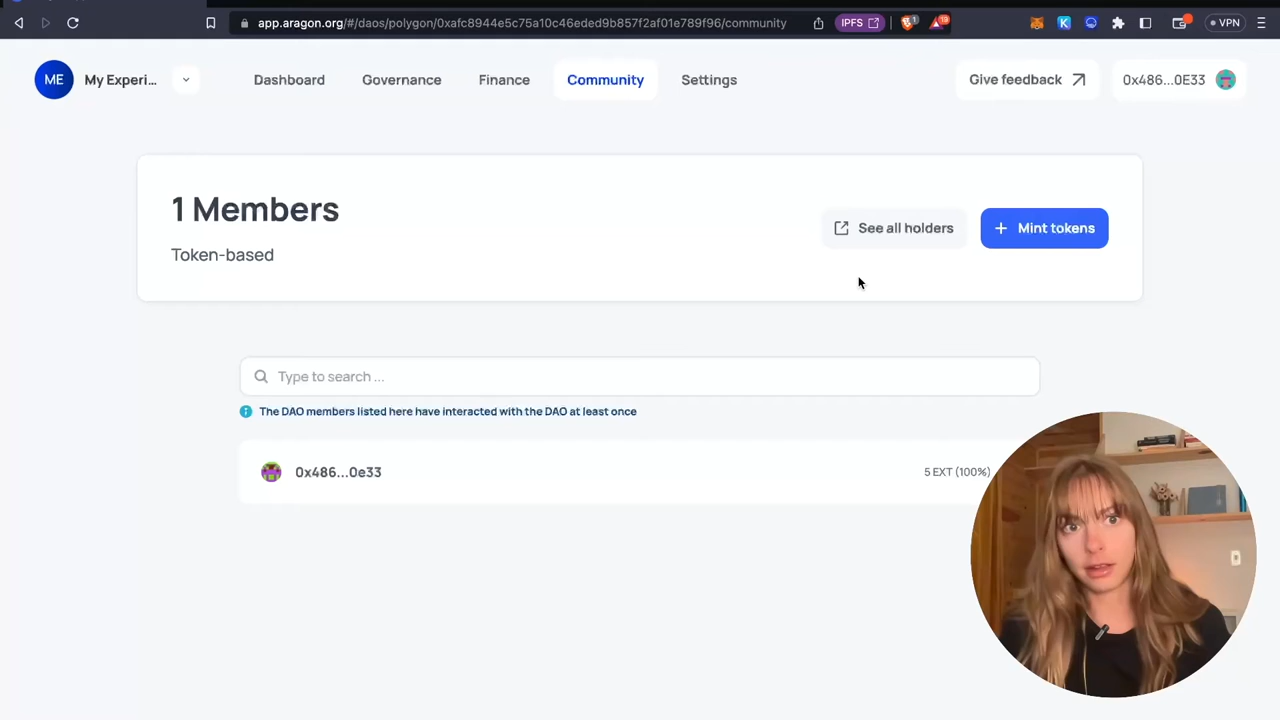 app.aragon.org/#/daos/polygon/0xafc8944e5c75a10c46eded9b857f2af01e789f96/community
IPFS
1
VPN
ME My Experi...
Dashboard
Governance
Finance
Community
Settings
Give feedback
0x486...0E33
1 Members
Token-based
See all holders
+ Mint tokens
Type to search ...
The DAO members listed here have interacted with the DAO at least once
0x486...0e33
5 EXT (100%)